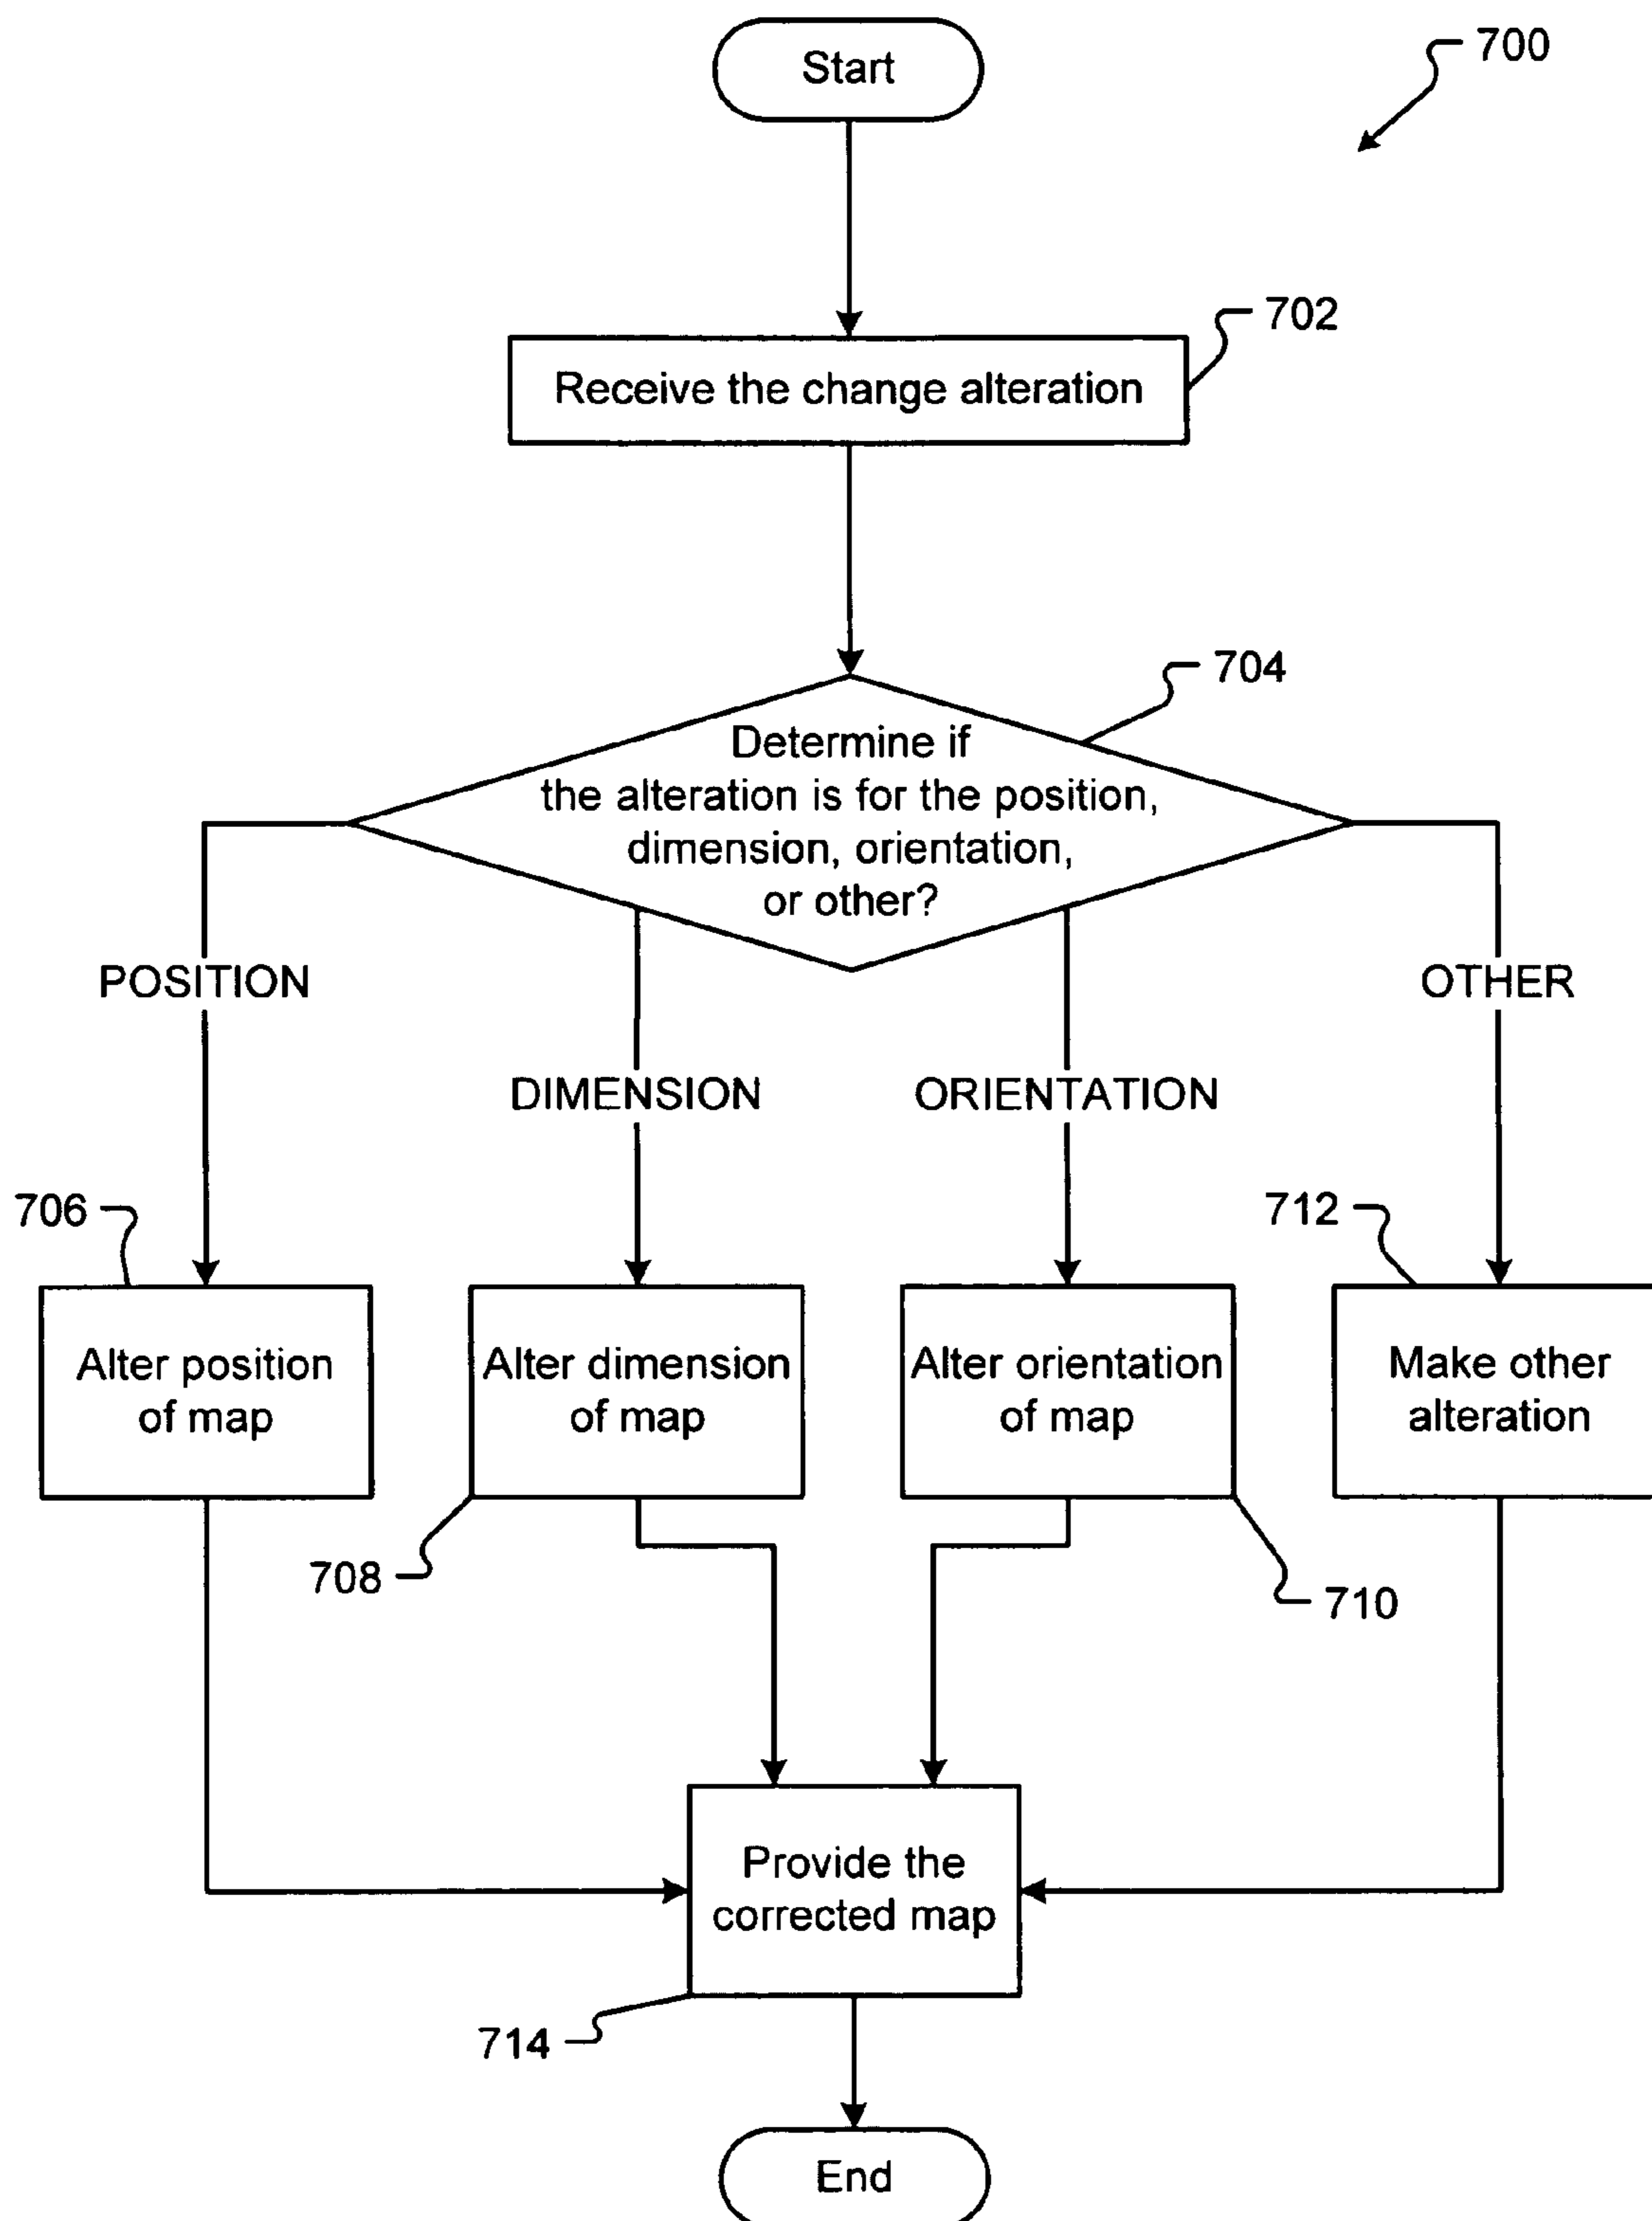 Start
700
702
Receive the change alteration
704
Determine if
the alteration is for the position,
dimension, orientation,
or other?
POSITION
OTHER
DIMENSION
ORIENTATION
706
712
Alter position
of map
Alter dimension
of map
Alter orientation
of map
Make other
alteration
708
710
Provide the
corrected map
714
End